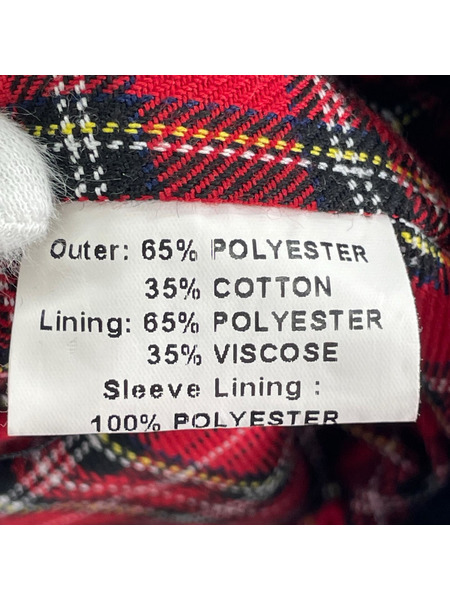 Outer: 65% POLYESTER
35% COTTON
Lining: 65% POLYESTER
35% VISCOSE
Sleeve Lining :
100% POLYESTER